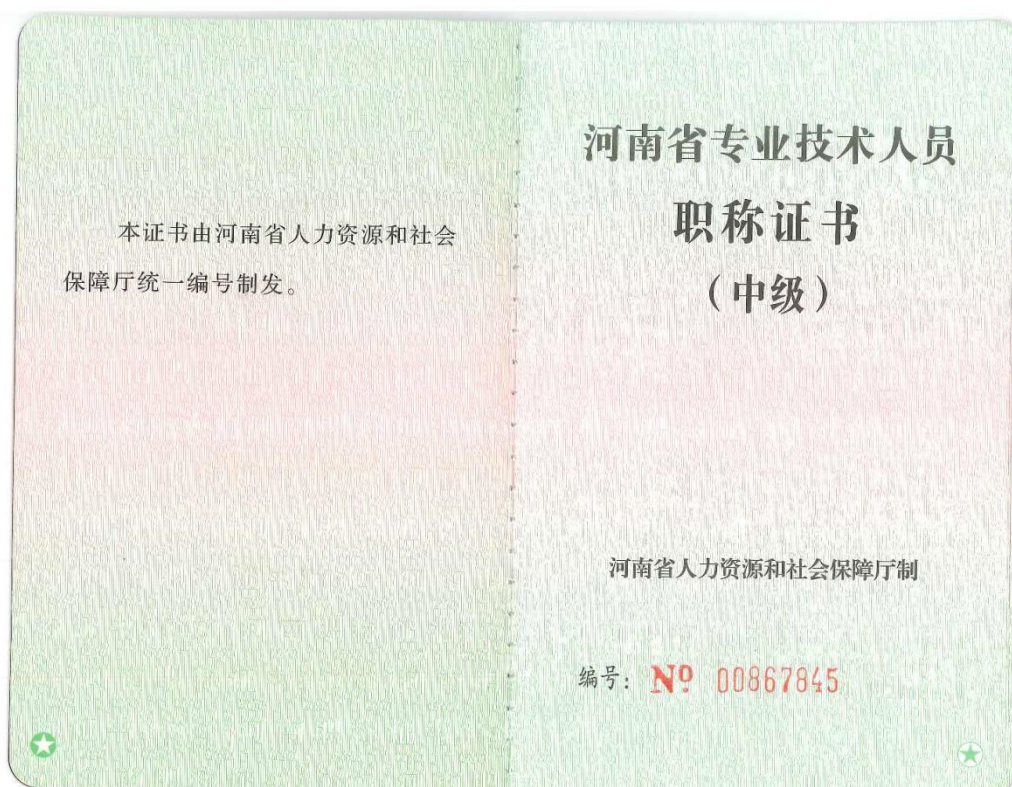 本证书由河南省人力资源和社会
保障厅统一编号制发。
河南省专业技术人员
职称证书
（中级）
河南省人力资源和社会保障厅制
编号： Nº 00867845